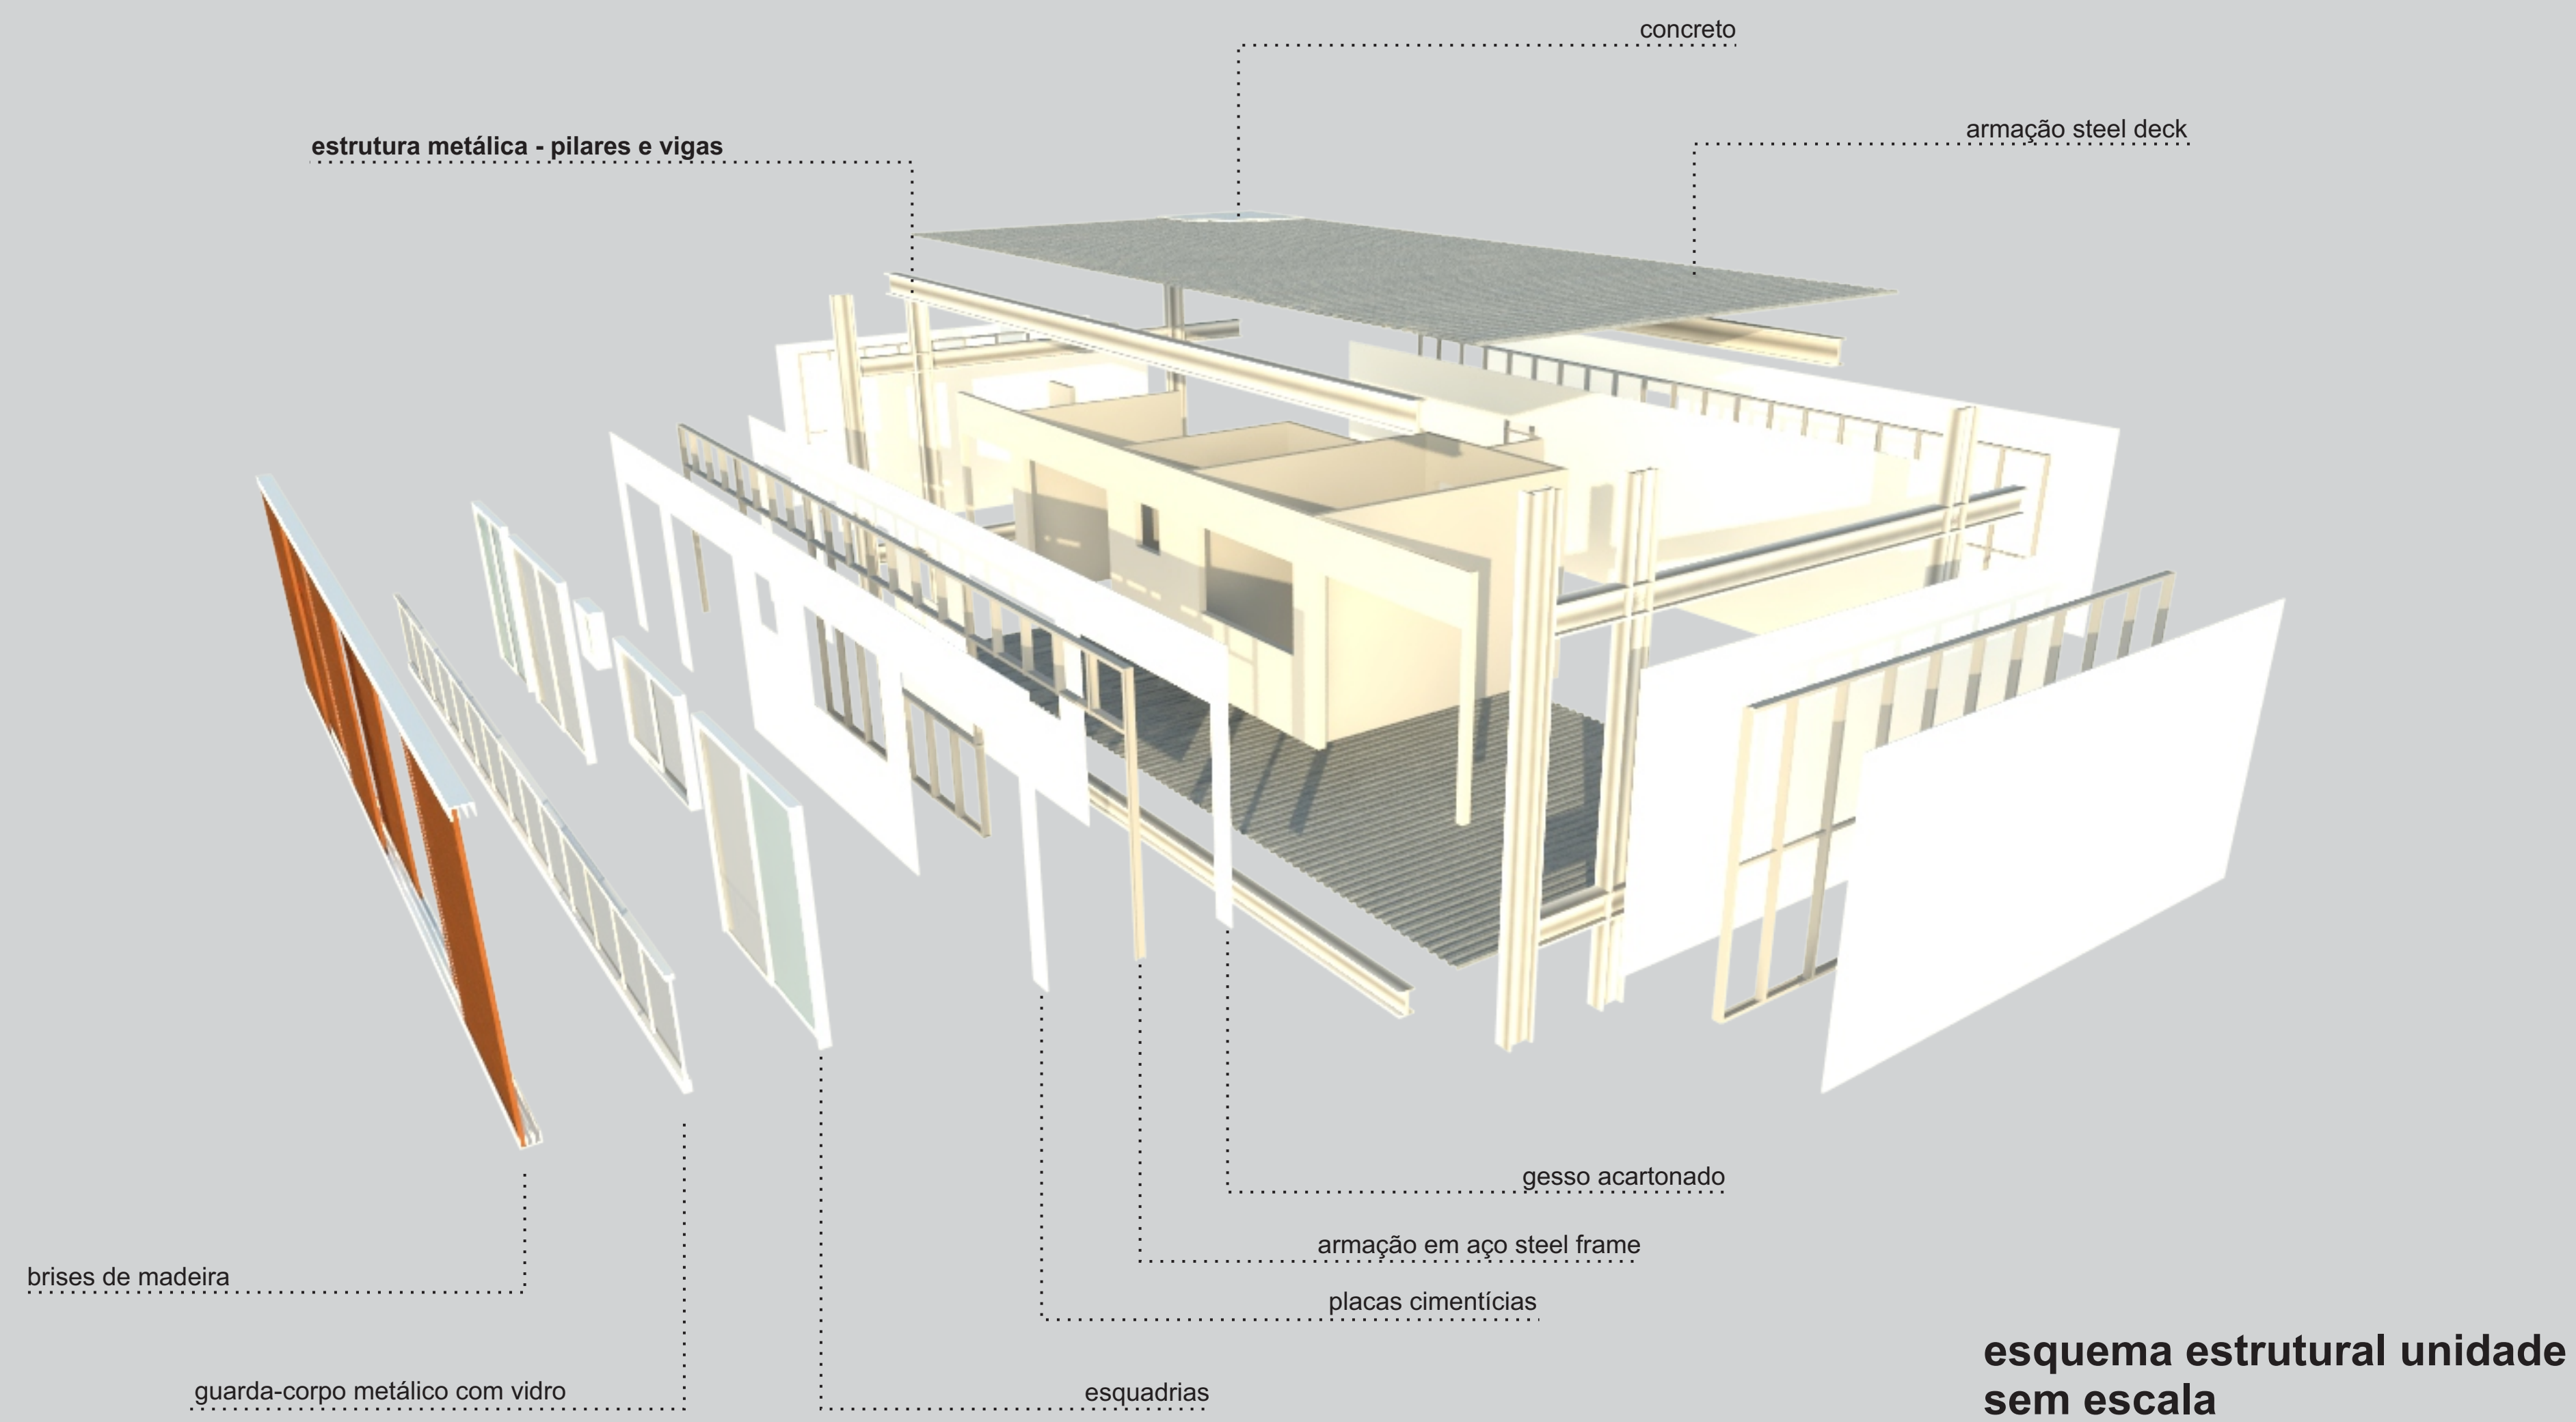 concreto
armação steel deck
estrutura metálica - pilares e vigas
gesso acartonado
armação em aço steel frame
brises de madeira
placas cimentícias
guarda-corpo metálico com vidro
esquadrias
esquema estrutural unidade
sem escala